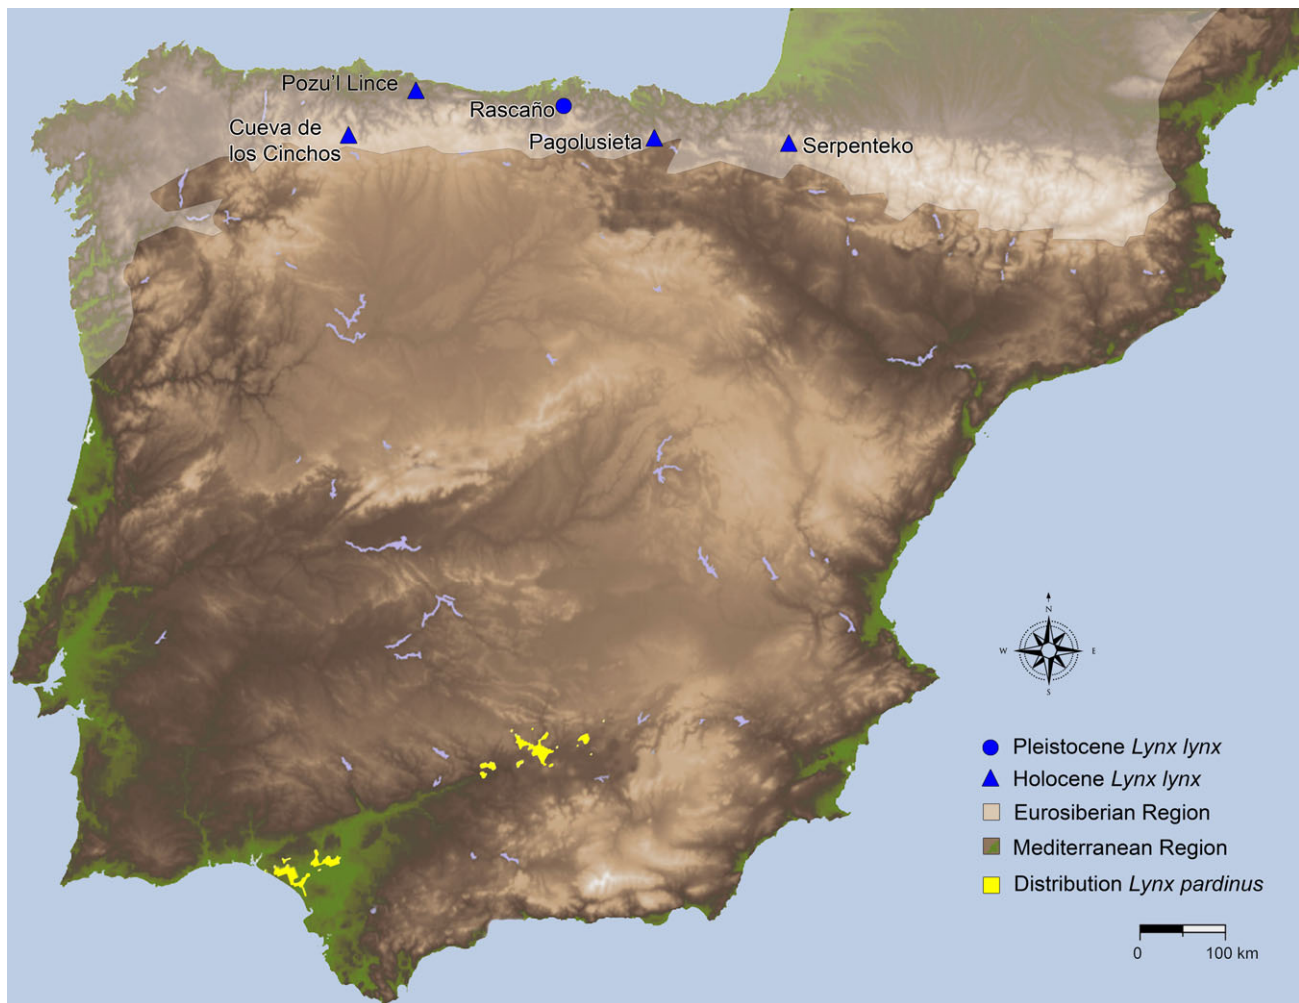 Pozu'l Lince
Rascaño
Cueva de
los Cinchos
Pagolusieta
Serpenteko
N
W
E
S
Pleistocene Lynx lynx
Holocene Lynx lynx
Eurosiberian Region
Mediterranean Region
Distribution Lynx pardinus
0 100 km